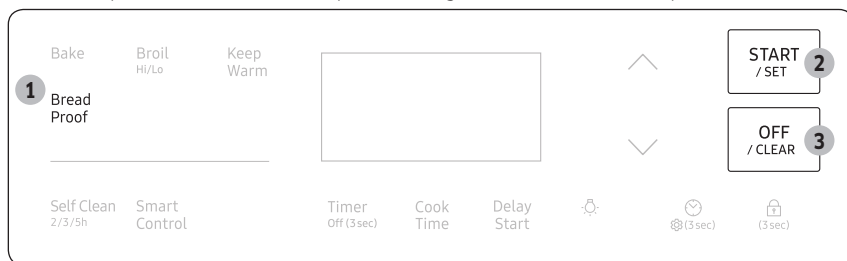 Bake Broil Keep
Hi/Lo Warm
START
/ SET
2
1
Bread
Proof
OFF
/ CLEAR
3
Self Clean Smart Timer Cook Delay
2/3/5h Control Off (3 sec) Time Start (3 sec) (3 sec)